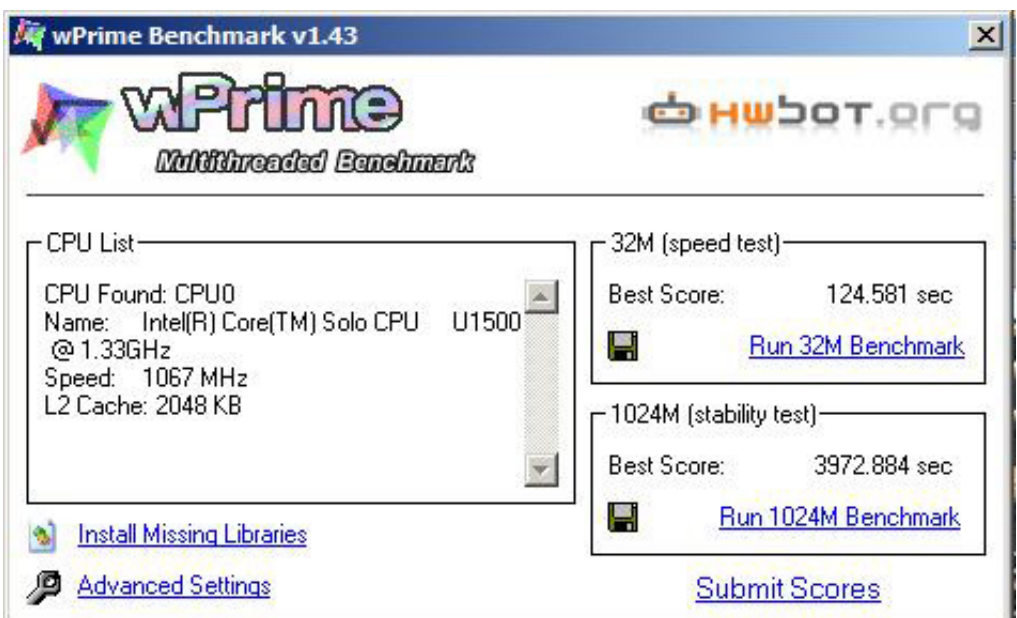 wPrime Benchmark v1.43
wPrime
Multithreaded Benchmark
HWBOT.org
CPU List
CPU Found: CPU0
Name: Intel(R) Core(TM) Solo CPU U1500
@ 1.33GHz
Speed: 1067 MHz
L2 Cache: 2048 KB
32M (speed test)
Best Score: 124.581 sec
Run 32M Benchmark
1024M (stability test)
Best Score: 3972.884 sec
Run 1024M Benchmark
Install Missing Libraries
Advanced Settings
Submit Scores